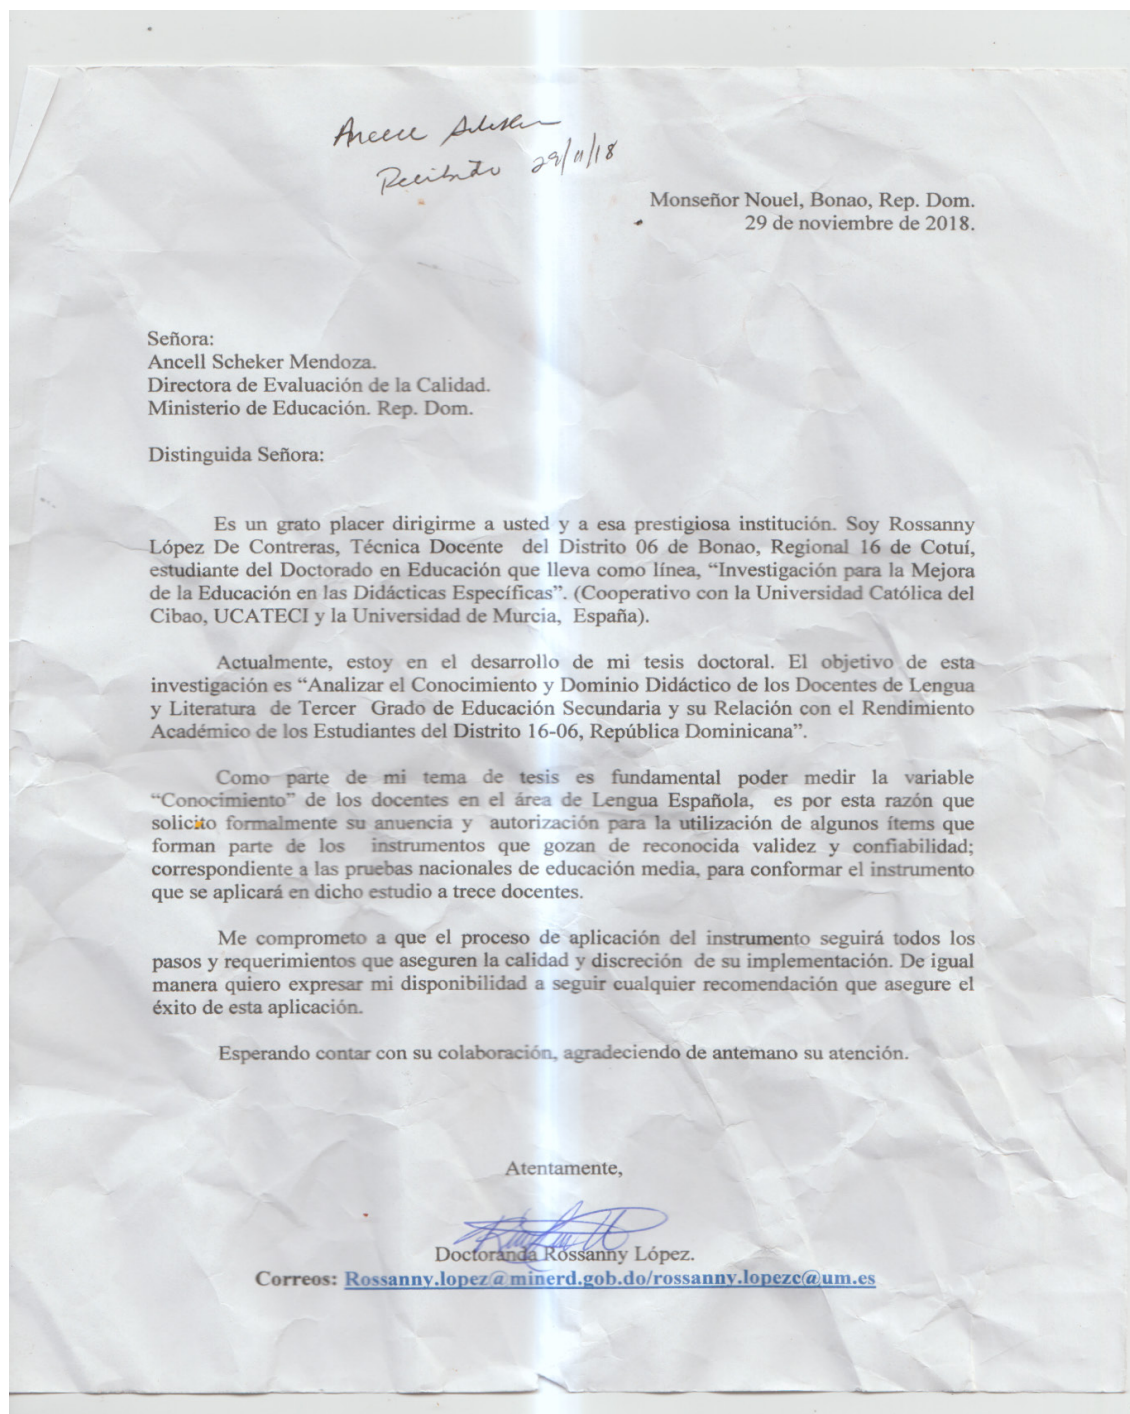 Ancell Scheker
Recibido 29/11/18
Monseñor Nouel, Bonao, Rep. Dom.
29 de noviembre de 2018.
Señora:
Ancell Scheker Mendoza.
Directora de Evaluación de la Calidad.
Ministerio de Educación. Rep. Dom.
Distinguida Señora:
Es un grato placer dirigirme a usted y a esa prestigiosa institución. Soy Rossanny
López De Contreras, Técnica Docente del Distrito 06 de Bonao, Regional 16 de Cotuí,
estudiante del Doctorado en Educación que lleva como línea, “Investigación para la Mejora
de la Educación en las Didácticas Específicas”. (Cooperativo con la Universidad Católica del
Cibao, UCATECI y la Universidad de Murcia, España).
Actualmente, estoy en el desarrollo de mi tesis doctoral. El objetivo de esta
investigación es “Analizar el Conocimiento y Dominio Didáctico de los Docentes de Lengua
y Literatura de Tercer Grado de Educación Secundaria y su Relación con el Rendimiento
Académico de los Estudiantes del Distrito 16-06, República Dominicana”.
Como parte de mi tema de tesis es fundamental poder medir la variable
“Conocimiento” de los docentes en el área de Lengua Española, es por esta razón que
solicito formalmente su anuencia y autorización para la utilización de algunos ítems que
forman parte de los instrumentos que gozan de reconocida validez y confiabilidad;
correspondiente a las pruebas nacionales de educación media, para conformar el instrumento
que se aplicará en dicho estudio a trece docentes.
Me comprometo a que el proceso de aplicación del instrumento seguirá todos los
pasos y requerimientos que aseguren la calidad y discreción de su implementación. De igual
manera quiero expresar mi disponibilidad a seguir cualquier recomendación que asegure el
éxito de esta aplicación.
Esperando contar con su colaboración, agradeciendo de antemano su atención.
Atentamente,
Doctoranda Rossanny López.
Correos: Rossanny.lopez@minerd.gob.do/rossanny.lopezc@um.es